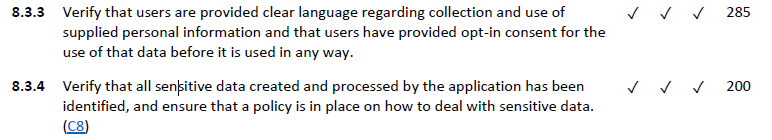 8.3.3 Verify that users are provided clear language regarding collection and use of ✓ ✓ ✓ 285
supplied personal information and that users have provided opt-in consent for the
use of that data before it is used in any way.
8.3.4 Verify that all sensitive data created and processed by the application has been ✓ ✓ ✓ 200
identified, and ensure that a policy is in place on how to deal with sensitive data.
(C8)